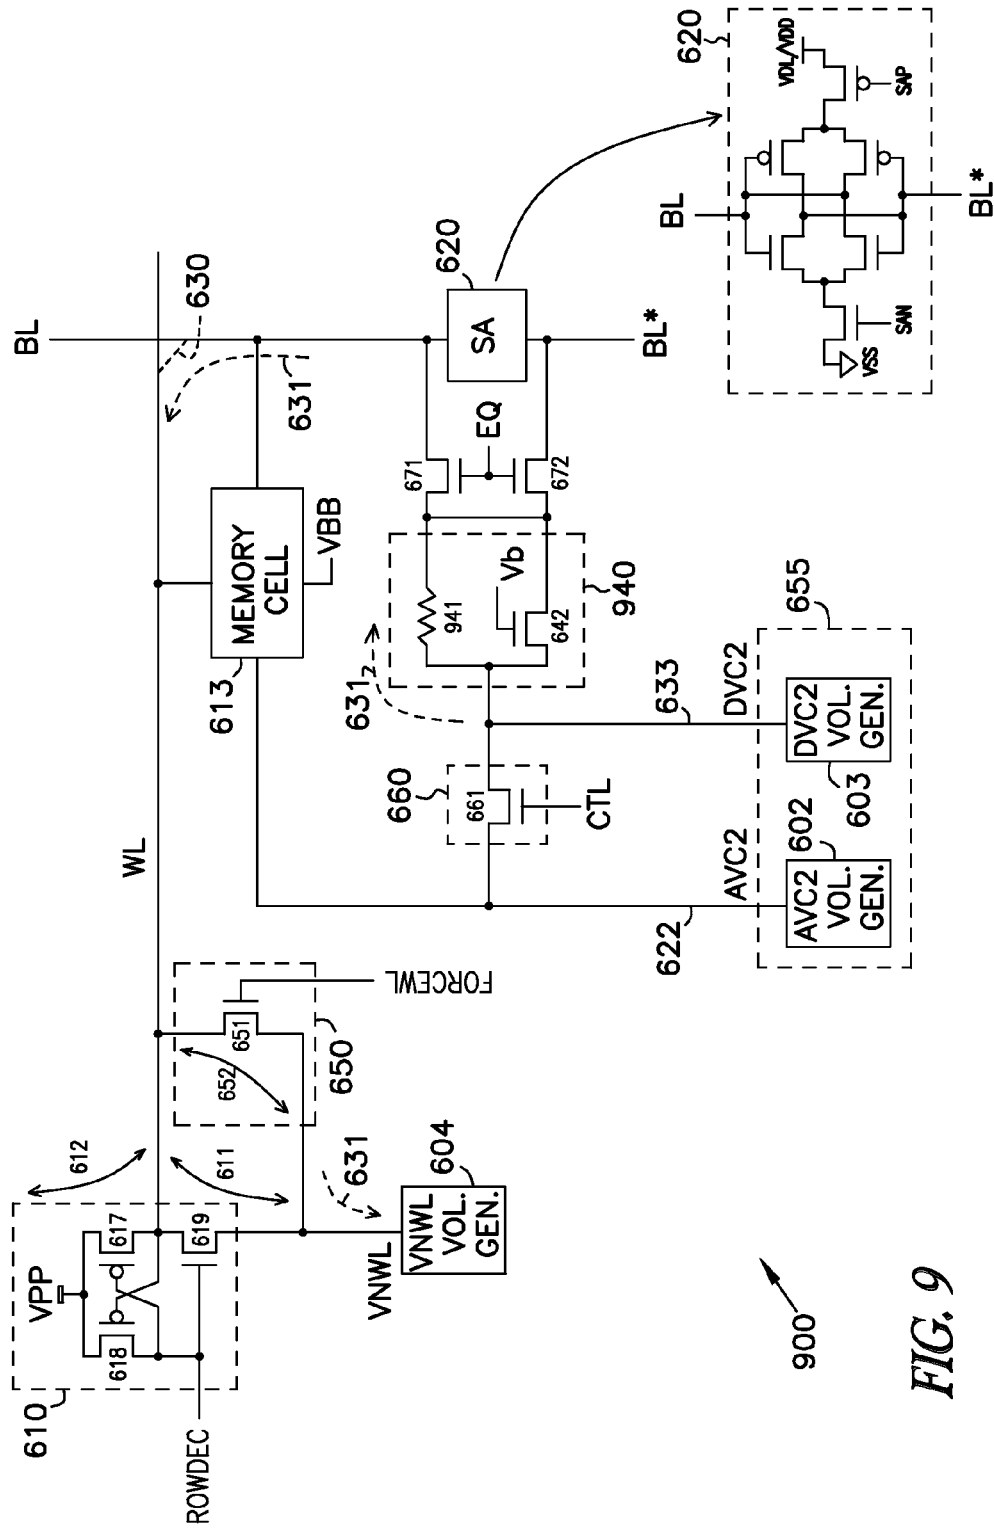 BL
WL
612
VPP
617
618
619
610
ROWDEC
611
652
651
650
FORCEWL
631
VNWL
VNWL
VOL.
GEN.
604
613
MEMORY
CELL
VBB
630
631
BL
SA
620
BL*
671
EQ
672
631
941
Vb
642
940
660
661
CTL
633
DVC2
AVC2
622
602
AVC2
VOL.
GEN.
603
DVC2
VOL.
GEN.
655
620
BL
BL*
VDL/VDD
SAP
SAN
VSS
900
FIG. 9